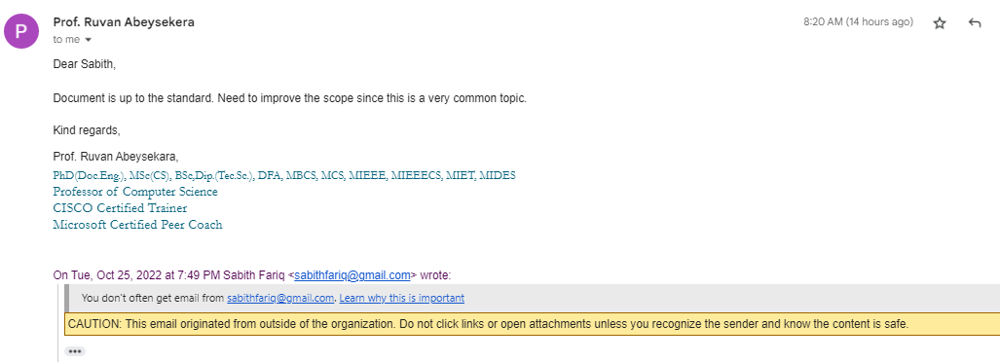 P
Prof. Ruvan Abeysekera
8:20 AM (14 hours ago)
to me
Dear Sabith,
Document is up to the standard. Need to improve the scope since this is a very common topic.
Kind regards,
Prof. Ruvan Abeysekara,
PhD(Doc.Eng.), MSc(CS), BSc,Dip.(Tec.Sc.), DFA, MBCS, MCS, MIEEE, MIEEECS, MIET, MIDES
Professor of Computer Science
CISCO Certified Trainer
Microsoft Certified Peer Coach
On Tue, Oct 25, 2022 at 7:49 PM Sabith Fariq <sabithfariq@gmail.com> wrote:
You don't often get email from sabithfariq@gmail.com. Learn why this is important
CAUTION: This email originated from outside of the organization. Do not click links or open attachments unless you recognize the sender and know the content is safe.